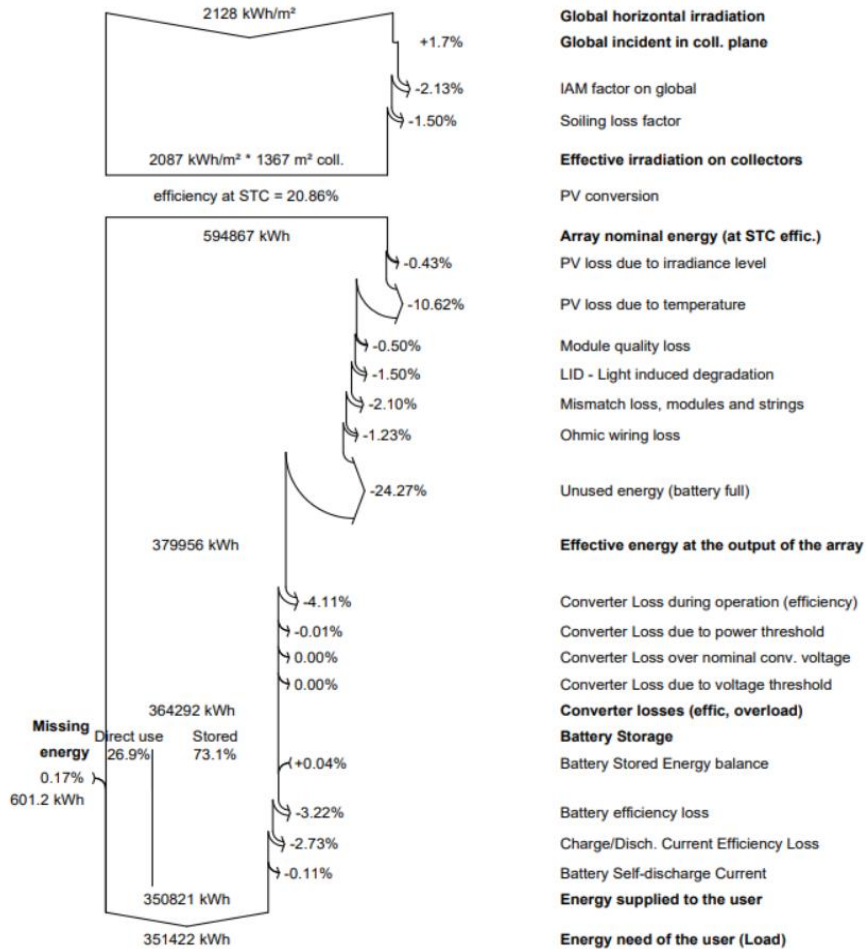 2128 kWh/m² Global horizontal irradiation
+1.7% Global incident in coll. plane
-2.13% IAM factor on global
-1.50% Soiling loss factor
2087 kWh/m² * 1367 m² coll. Effective irradiation on collectors
efficiency at STC = 20.86% PV conversion
594867 kWh Array nominal energy (at STC effic.)
-0.43% PV loss due to irradiance level
-10.62% PV loss due to temperature
-0.50% Module quality loss
-1.50% LID - Light induced degradation
-2.10% Mismatch loss, modules and strings
-1.23% Ohmic wiring loss
-24.27% Unused energy (battery full)
379956 kWh Effective energy at the output of the array
-4.11% Converter Loss during operation (efficiency)
-0.01% Converter Loss due to power threshold
0.00% Converter Loss over nominal conv. voltage
0.00% Converter Loss due to voltage threshold
364292 kWh Converter losses (effic, overload)
Missing Direct use Stored Battery Storage
energy 26.9% 73.1% +0.04% Battery Stored Energy balance
0.17%
601.2 kWh
-3.22% Battery efficiency loss
-2.73% Charge/Disch. Current Efficiency Loss
-0.11% Battery Self-discharge Current
350821 kWh Energy supplied to the user
351422 kWh Energy need of the user (Load)